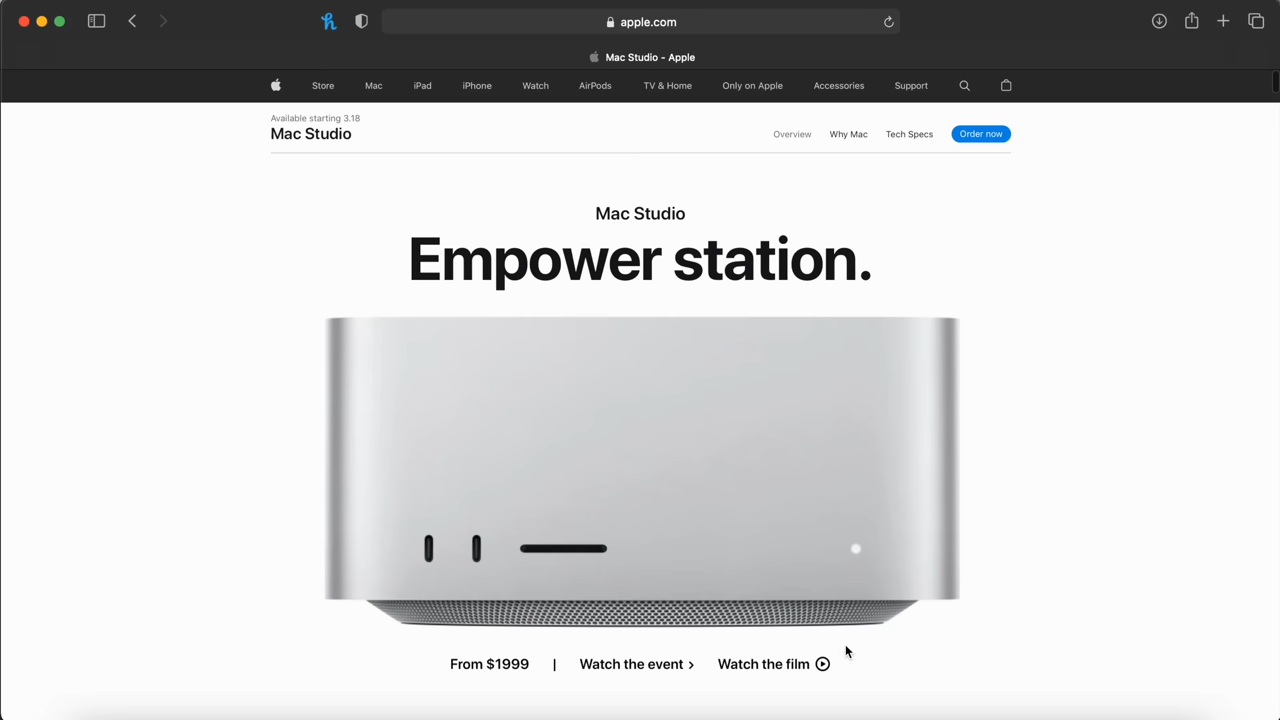 apple.com
Mac Studio - Apple
Store Mac iPad iPhone Watch AirPods TV & Home Only on Apple Accessories Support
Available starting 3.18
Mac Studio
Overview Why Mac Tech Specs Order now
Mac Studio
Empower station.
From $1999 | Watch the event > Watch the film